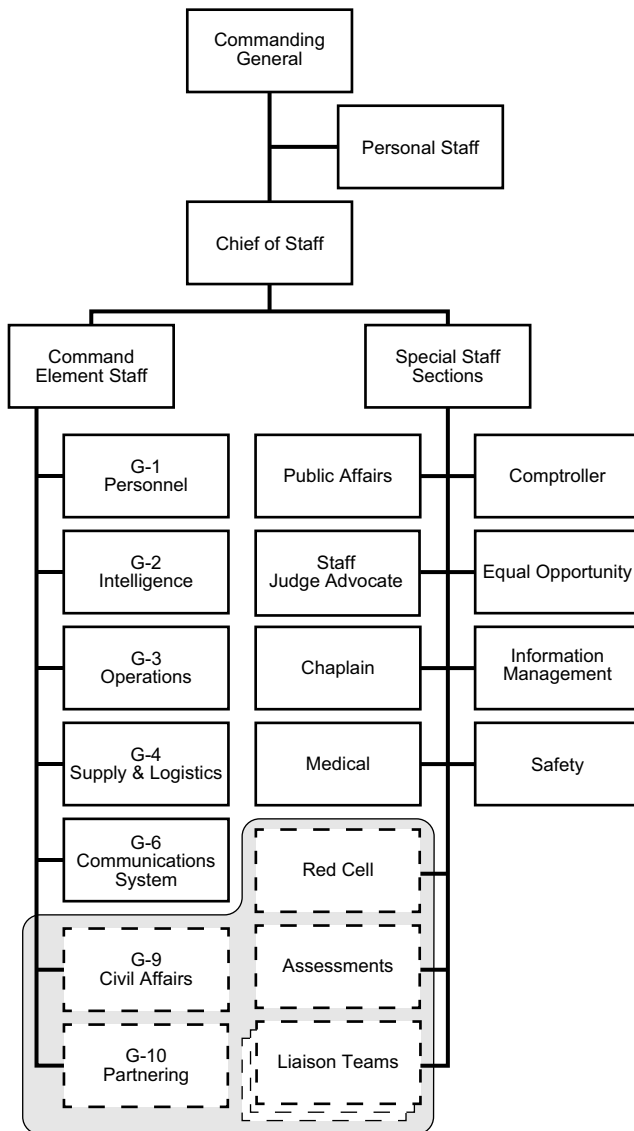 Commanding
General
Personal Staff
Chief of Staff
Command
Element Staff
Special Staff
Sections
G-1
Personnel
Public Affairs
Comptroller
G-2
Intelligence
Staff
Judge Advocate
Equal Opportunity
G-3
Operations
Chaplain
Information
Management
G-4
Supply & Logistics
Medical
Safety
G-6
Communications
System
Red Cell
G-9
Civil Affairs
Assessments
G-10
Partnering
Liaison Teams